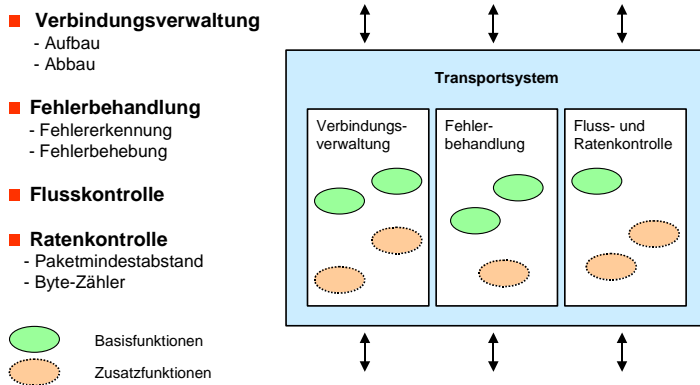 Verbindungsverwaltung
- Aufbau
- Abbau
Fehlerbehandlung
- Fehlererkennung
- Fehlerbehebung
Flusskontrolle
Ratenkontrolle
- Paketmindestabstand
- Byte-Zähler
Basisfunktionen
Zusatzfunktionen
Transportsystem
Verbindungs-
verwaltung
Fehler-
behandlung
Fluss- und
Ratenkontrolle